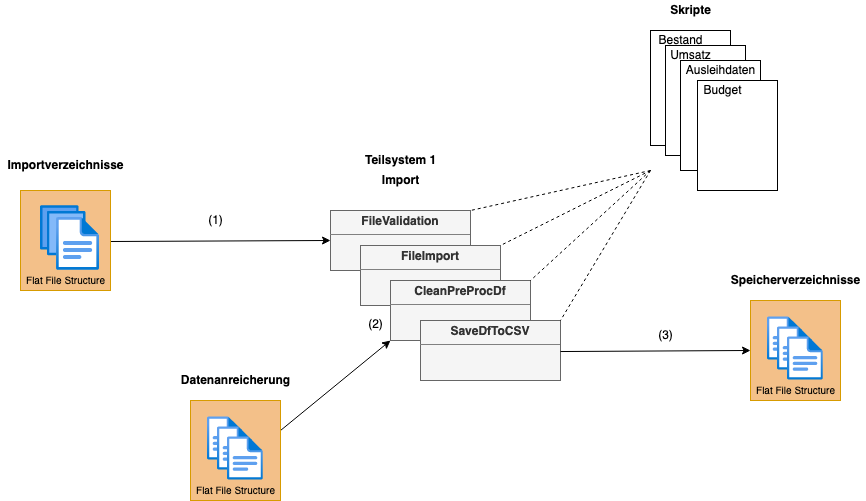 Skripte
Bestand
Umsatz
Ausleihdaten
Budget
Importverzeichnisse
Flat File Structure
(1)
Teilsystem 1
Import
FileValidation
FileImport
CleanPreProcDf
SaveDfToCSV
(2)
(3)
Speicherverzeichnisse
Flat File Structure
Datenanreicherung
Flat File Structure